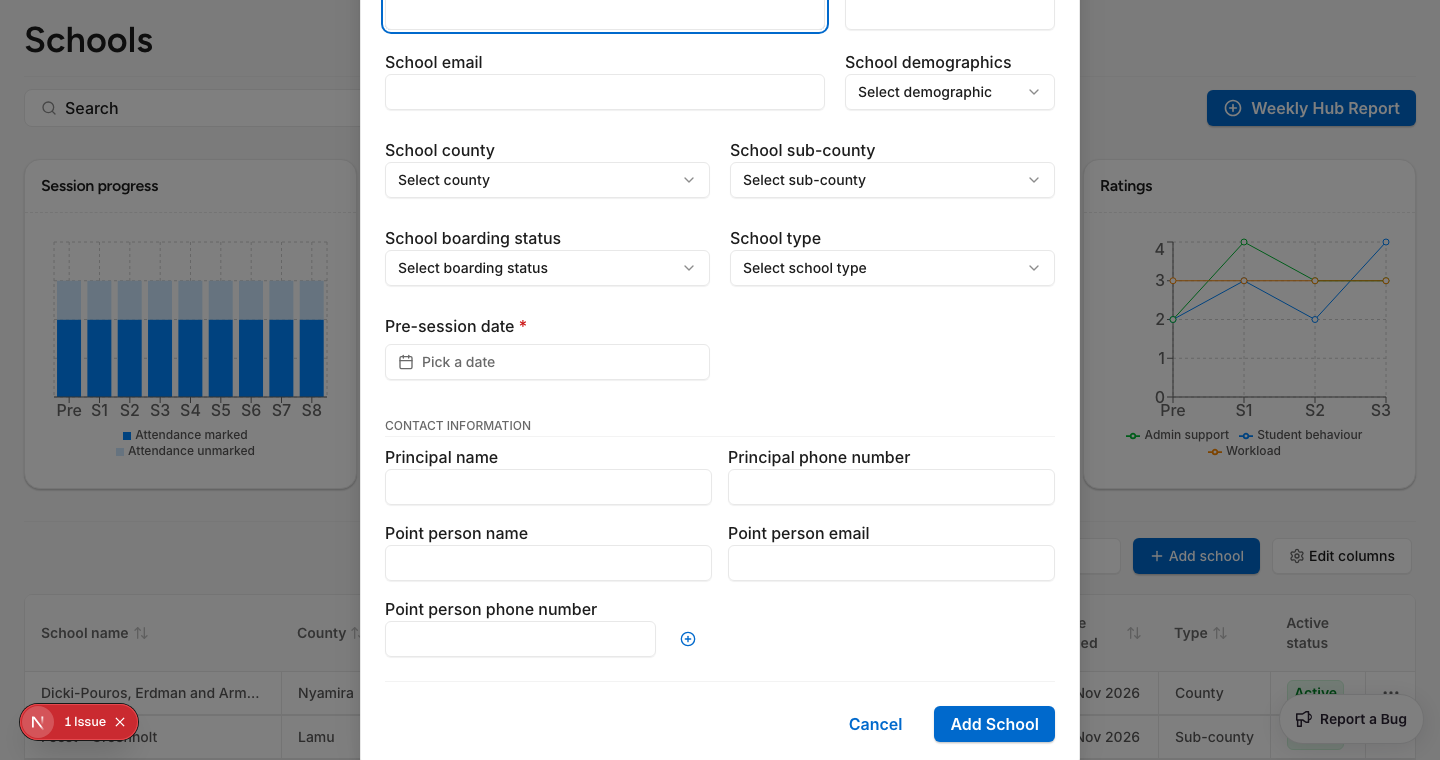 Schools
Search
Weekly Hub Report
Session progress
Pre S1 S2 S3 S4 S5 S6 S7 S8
Attendance marked
Attendance unmarked
School email
School demographics
Select demographic
School county
School sub-county
Select county
Select sub-county
School boarding status
School type
Select boarding status
Select school type
Pre-session date *
Pick a date
CONTACT INFORMATION
Principal name
Principal phone number
Point person name
Point person email
Point person phone number
Cancel
Add School
Ratings
4
3
2
1
0
Pre S1 S2 S3
Admin support Student behaviour
Workload
Add school
Edit columns
School name
County
Type
Active
status
Dicki-Pouros, Erdman and Arm...
Nyamira
Nov 2026
County
Active
Lamu
Nov 2026
Sub-county
N 1 Issue
Report a Bug